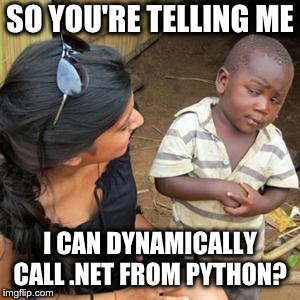 SO YOU'RE TELLING ME
I CAN DYNAMICALLY
CALL .NET FROM PYTHON?
imgflip.com